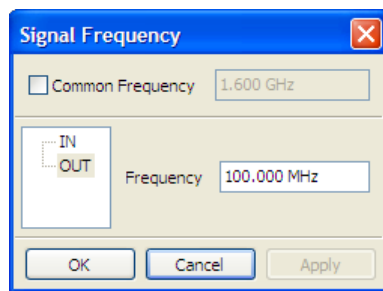 Signal Frequency
Common Frequency 1.600 GHz
IN
OUT
Frequency 100.000 MHz
OK Cancel Apply